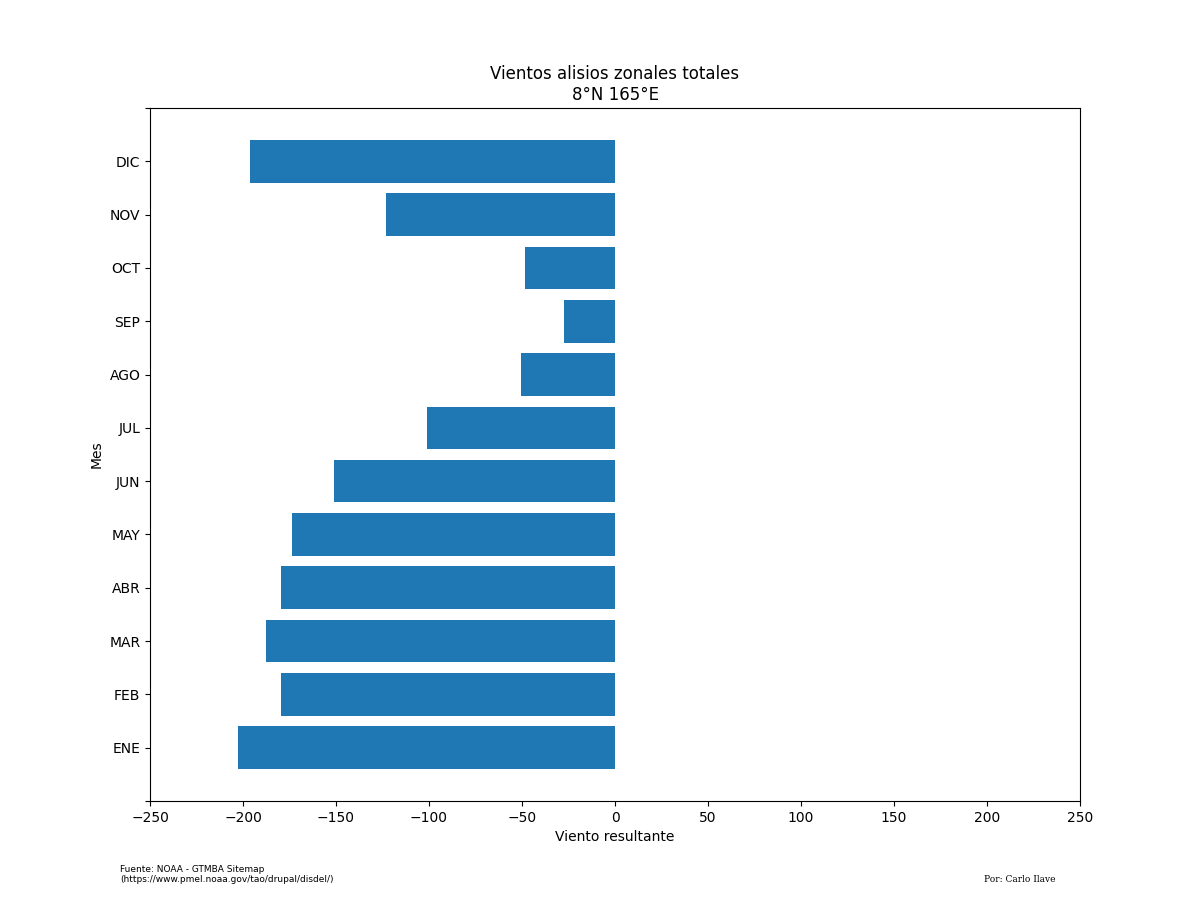 Vientos alisios zonales totales
8°N 165°E
DIC
NOV
OCT
SEP
AGO
JUL
JUN
MAY
ABR
MAR
FEB
ENE
Mes
−250 −200 −150 −100 −50 0 50 100 150 200 250
Viento resultante
Fuente: NOAA - GTMBA Sitemap
(https://www.pmel.noaa.gov/tao/drupal/disdel/)
Por: Carlo Ilave